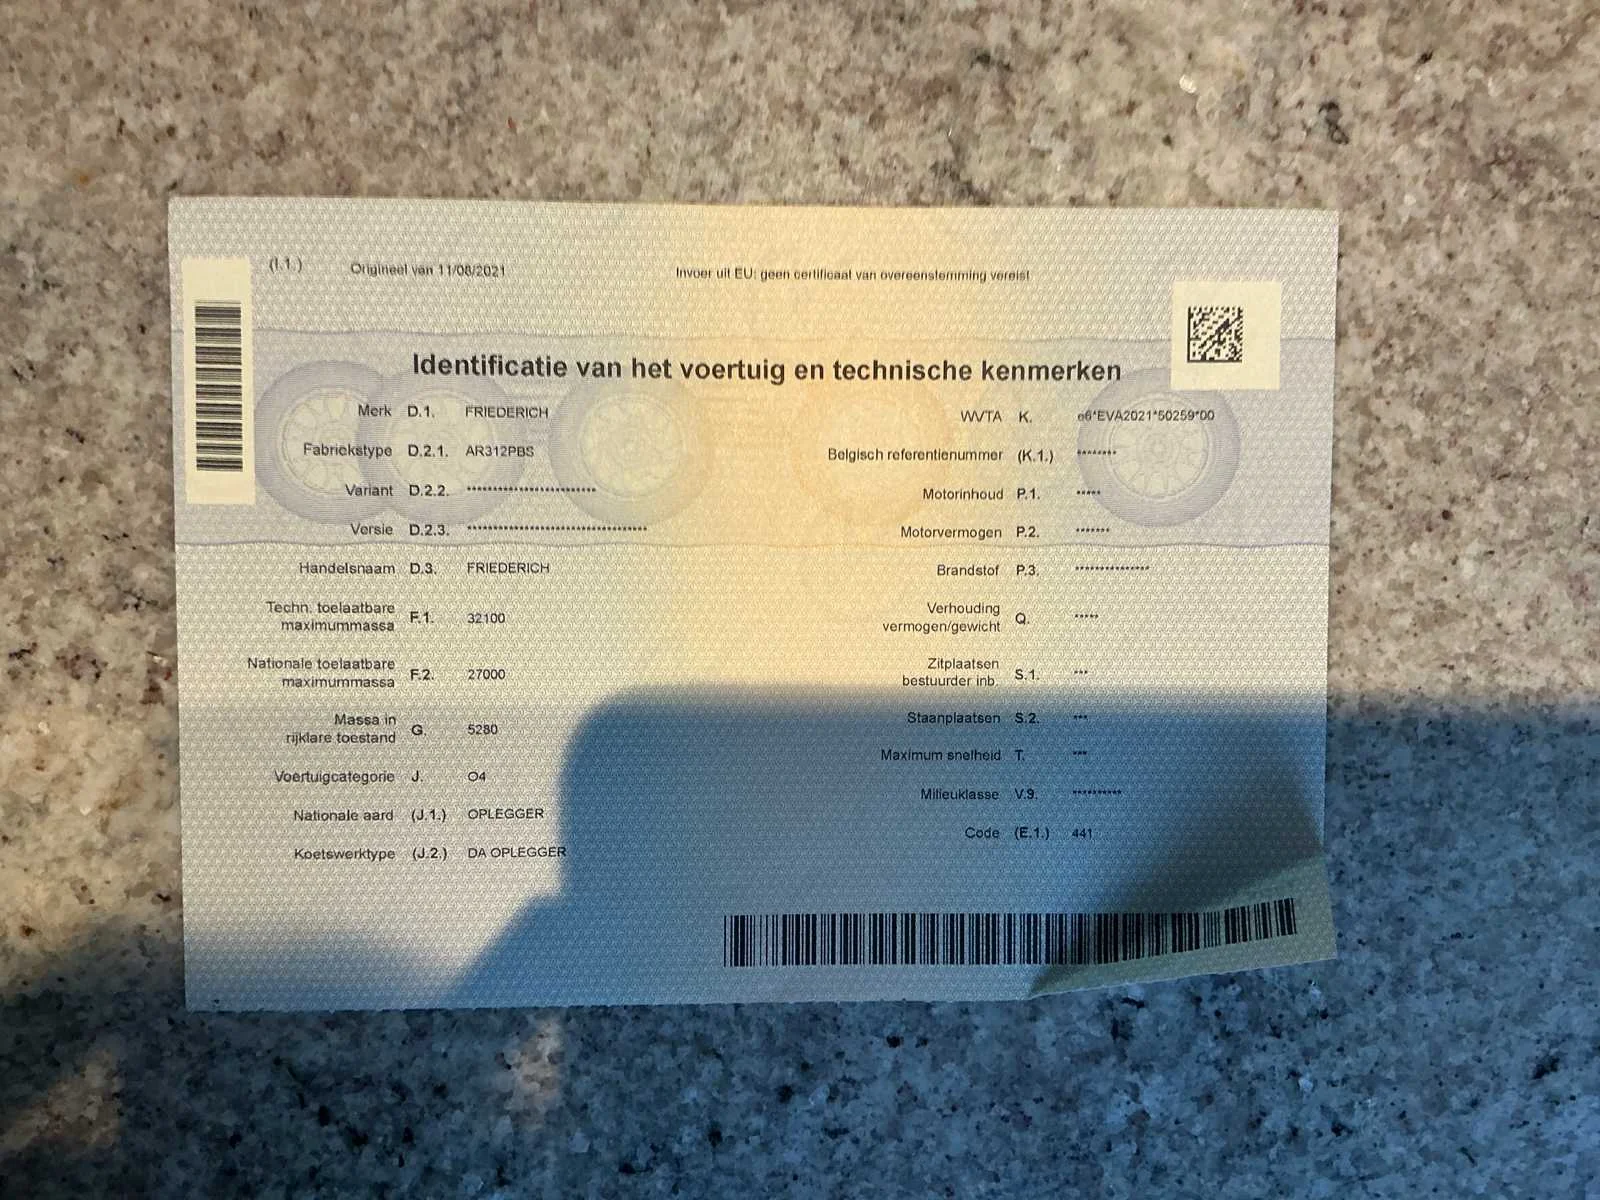 (I.1.) Origineel van 11/08/2021 Invoer uit EU: geen certificaat van overeenstemming vereist
Identificatie van het voertuig en technische kenmerken
Merk D.1. FRIEDERICH
Fabriekstype D.2.1. AR312PBS
Variant D.2.2. *************************
Versie D.2.3. ***********************************
Handelsnaam D.3. FRIEDERICH
Techn. toelaatbare
maximummassa F.1. 32100
Nationale toelaatbare
maximummassa F.2. 27000
Massa in
rijklare toestand G. 5280
Voertuigcategorie J. O4
Nationale aard (J.1.) OPLEGGER
Koetswerktype (J.2.) DA OPLEGGER
WVTA K. e6*EVA2021*50259*00
Belgisch referentienummer (K.1.) ********
Motorinhoud P.1. *****
Motorvermogen P.2. *******
Brandstof P.3. ***************
Verhouding
vermogen/gewicht Q. *****
Zitplaatsen
bestuurder inb. S.1. ***
Staanplaatsen S.2. ***
Maximum snelheid T. ***
Milieuklasse V.9. **********
Code (E.1.) 441